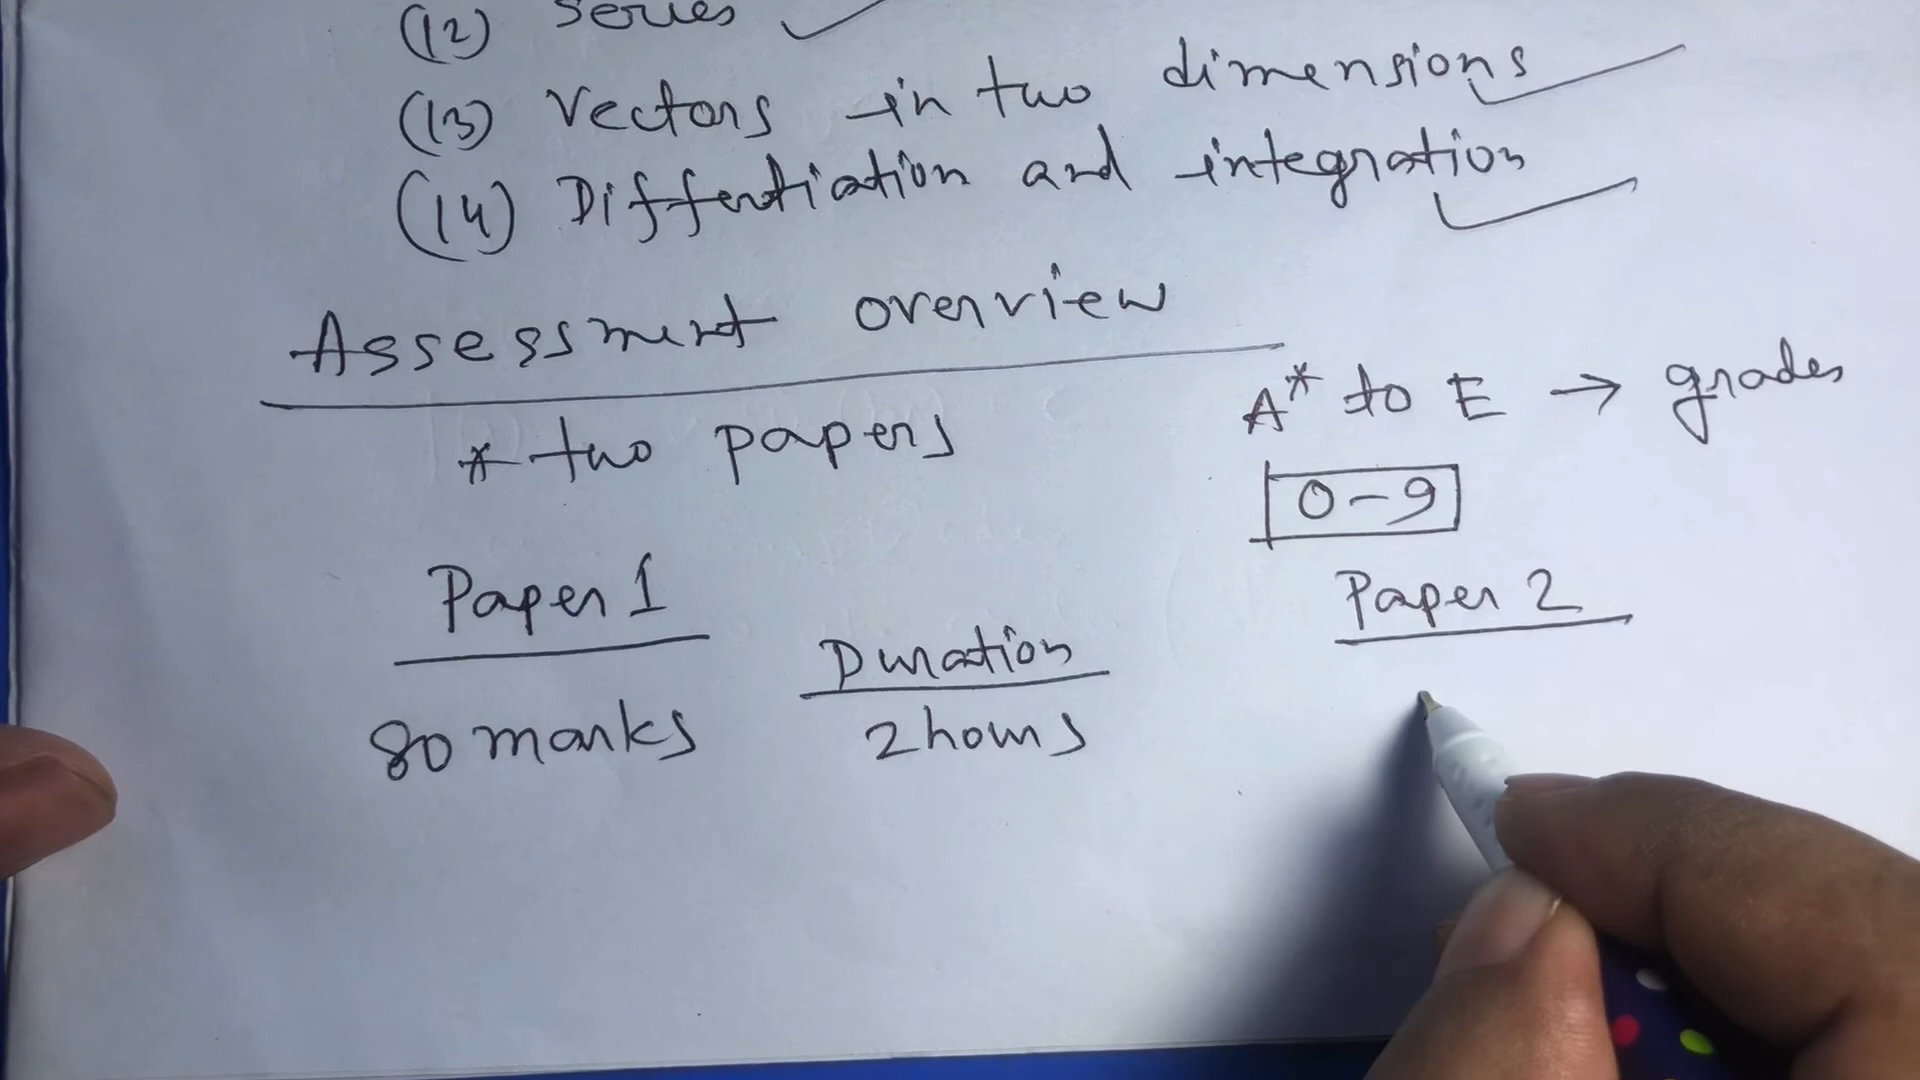 (12) Series
(13) Vectors in two dimensions
(14) Diffentiation and integration
Assessment overview
* two papers
A* to E → grades
0-9
Paper 1
Duration
Paper 2
80 marks
2 hours